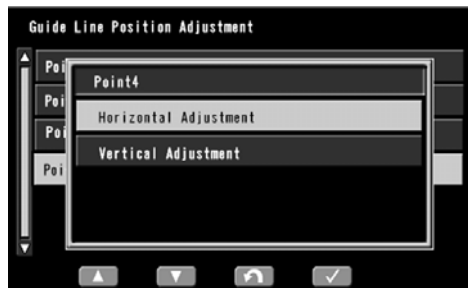 Guide Line Position Adjustment
Poi
Point4
Poi
Horizontal Adjustment
Poi
Vertical Adjustment
Poi